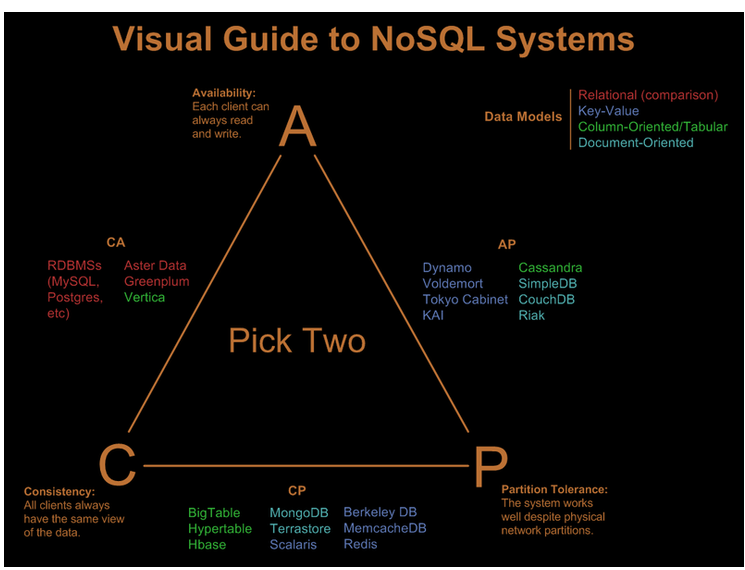 Visual Guide to NoSQL Systems
Availability:
Each client can
always read
and write.
A
Data Models
Relational (comparison)
Key-Value
Column-Oriented/Tabular
Document-Oriented
CA
RDBMSs
(MySQL,
Postgres,
etc)
Aster Data
Greenplum
Vertica
AP
Dynamo
Voldemort
Tokyo Cabinet
KAI
Cassandra
SimpleDB
CouchDB
Riak
Pick Two
C
P
Consistency:
All clients always
have the same view
of the data.
CP
BigTable
Hypertable
Hbase
MongoDB
Terrastore
Scalaris
Berkeley DB
MemcacheDB
Redis
Partition Tolerance:
The system works
well despite physical
network partitions.